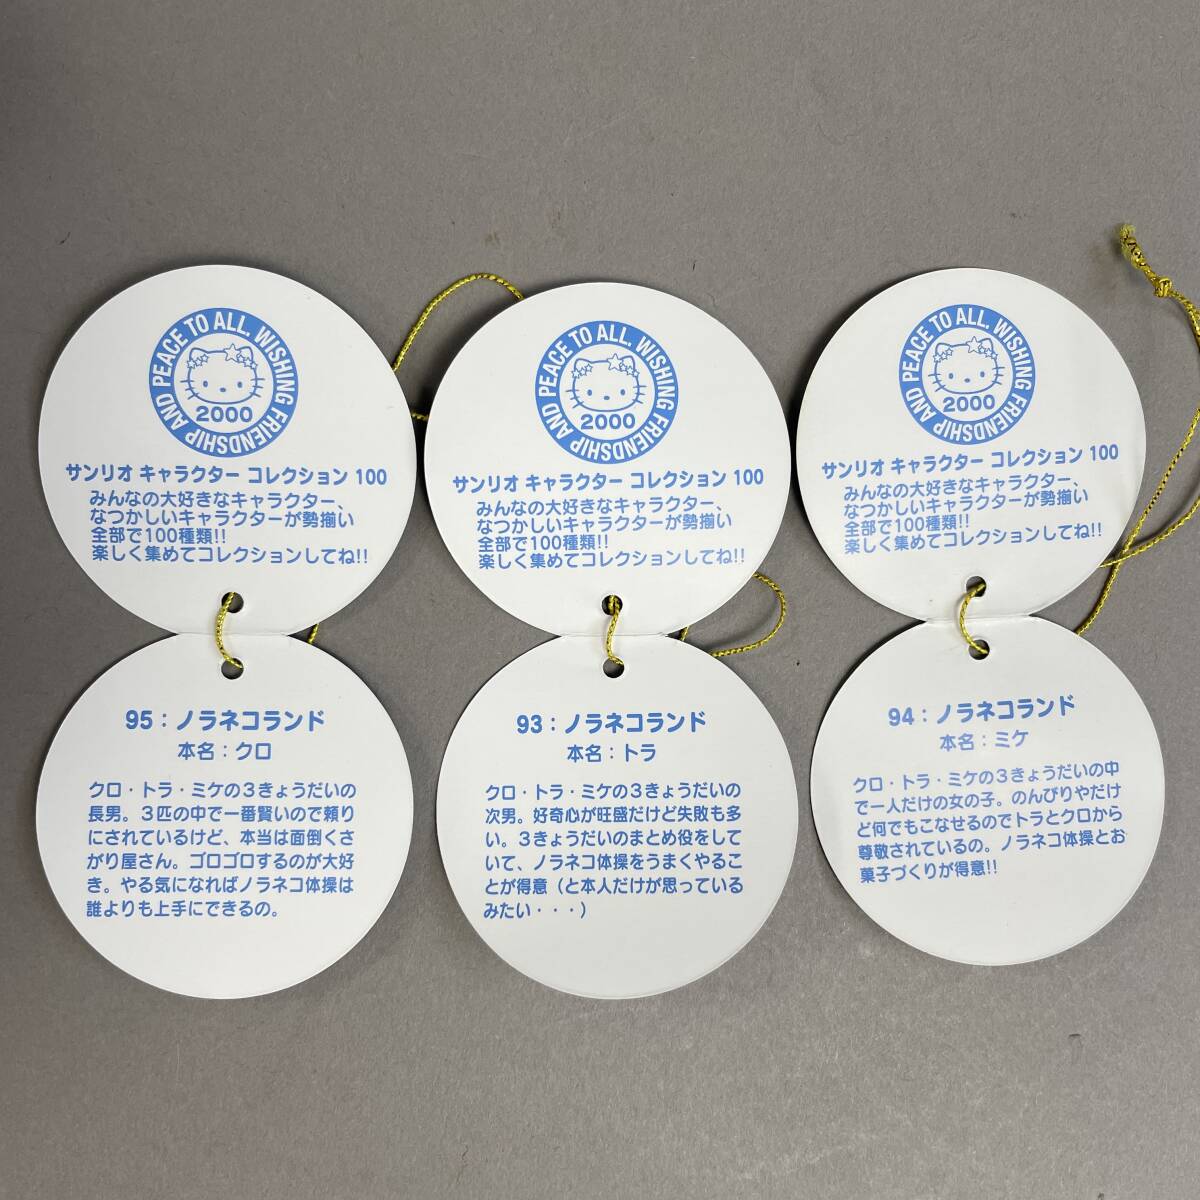 PEACE TO ALL. WISHING FRIENDSHIP AND
2000
サンリオ キャラクター コレクション 100
みんなの大好きなキャラクター、
なつかしいキャラクターが勢揃い
全部で100種類!!
楽しく集めてコレクションしてね!!
95：ノラネコランド
本名：クロ
クロ・トラ・ミケの３きょうだいの
長男。３匹の中で一番賢いので頼り
にされているけど、本当は面倒くさ
がり屋さん。ゴロゴロするのが大好
き。やる気になればノラネコ体操は
誰よりも上手にできるの。
PEACE TO ALL. WISHING FRIENDSHIP AND
2000
サンリオ キャラクター コレクション 100
みんなの大好きなキャラクター、
なつかしいキャラクターが勢揃い
全部で100種類!!
楽しく集めてコレクションしてね!!
93：ノラネコランド
本名：トラ
クロ・トラ・ミケの３きょうだいの
次男。好奇心が旺盛だけど失敗も多
い。３きょうだいのまとめ役をして
いて、ノラネコ体操をうまくやるこ
とが得意（と本人だけが思っている
みたい・・・）
PEACE TO ALL. WISHING FRIENDSHIP AND
2000
サンリオ キャラクター コレクション 100
みんなの大好きなキャラクター、
なつかしいキャラクターが勢揃い
全部で100種類!!
楽しく集めてコレクションしてね!!
94：ノラネコランド
本名：ミケ
クロ・トラ・ミケの３きょうだいの中
で一人だけの女の子。のんびりやだけ
ど何でもこなせるのでトラとクロから
尊敬されているの。ノラネコ体操とお
菓子づくりが得意!!